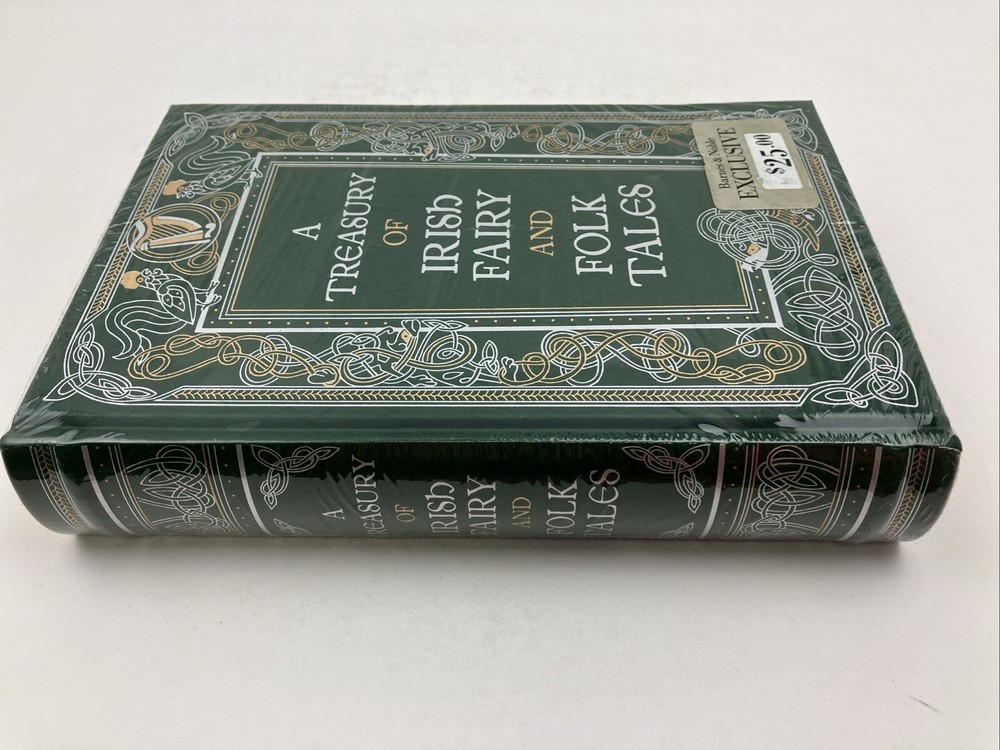 A
TREASURY
OF
IRISH
FAIRY
AND
FOLK
TALES
Barnes & Noble
EXCLUSIVE
$25.00
A
TREASURY
OF
IRISH
FAIRY
AND
FOLK
TALES